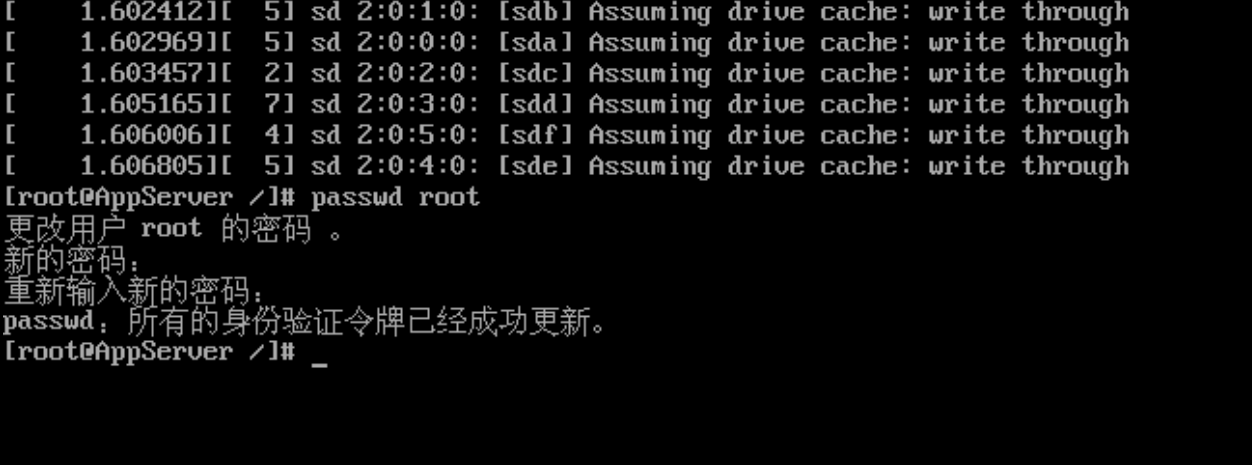 [    1.602412][  5] sd 2:0:1:0: [sdb] Assuming drive cache: write through
[    1.602969][  5] sd 2:0:0:0: [sda] Assuming drive cache: write through
[    1.603457][  2] sd 2:0:2:0: [sdc] Assuming drive cache: write through
[    1.605165][  7] sd 2:0:3:0: [sdd] Assuming drive cache: write through
[    1.606006][  4] sd 2:0:5:0: [sdf] Assuming drive cache: write through
[    1.606805][  5] sd 2:0:4:0: [sde] Assuming drive cache: write through
[root@AppServer /]# passwd root
更改用户 root 的密码 。
新的密码：
重新输入新的密码：
passwd：所有的身份验证令牌已经成功更新。
[root@AppServer /]# _